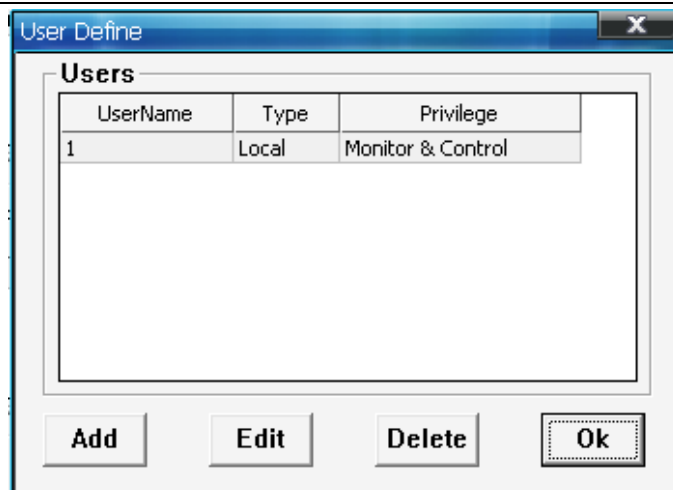 User Define
X
Users
UserName Type Privilege
1 Local Monitor & Control
Add Edit Delete Ok